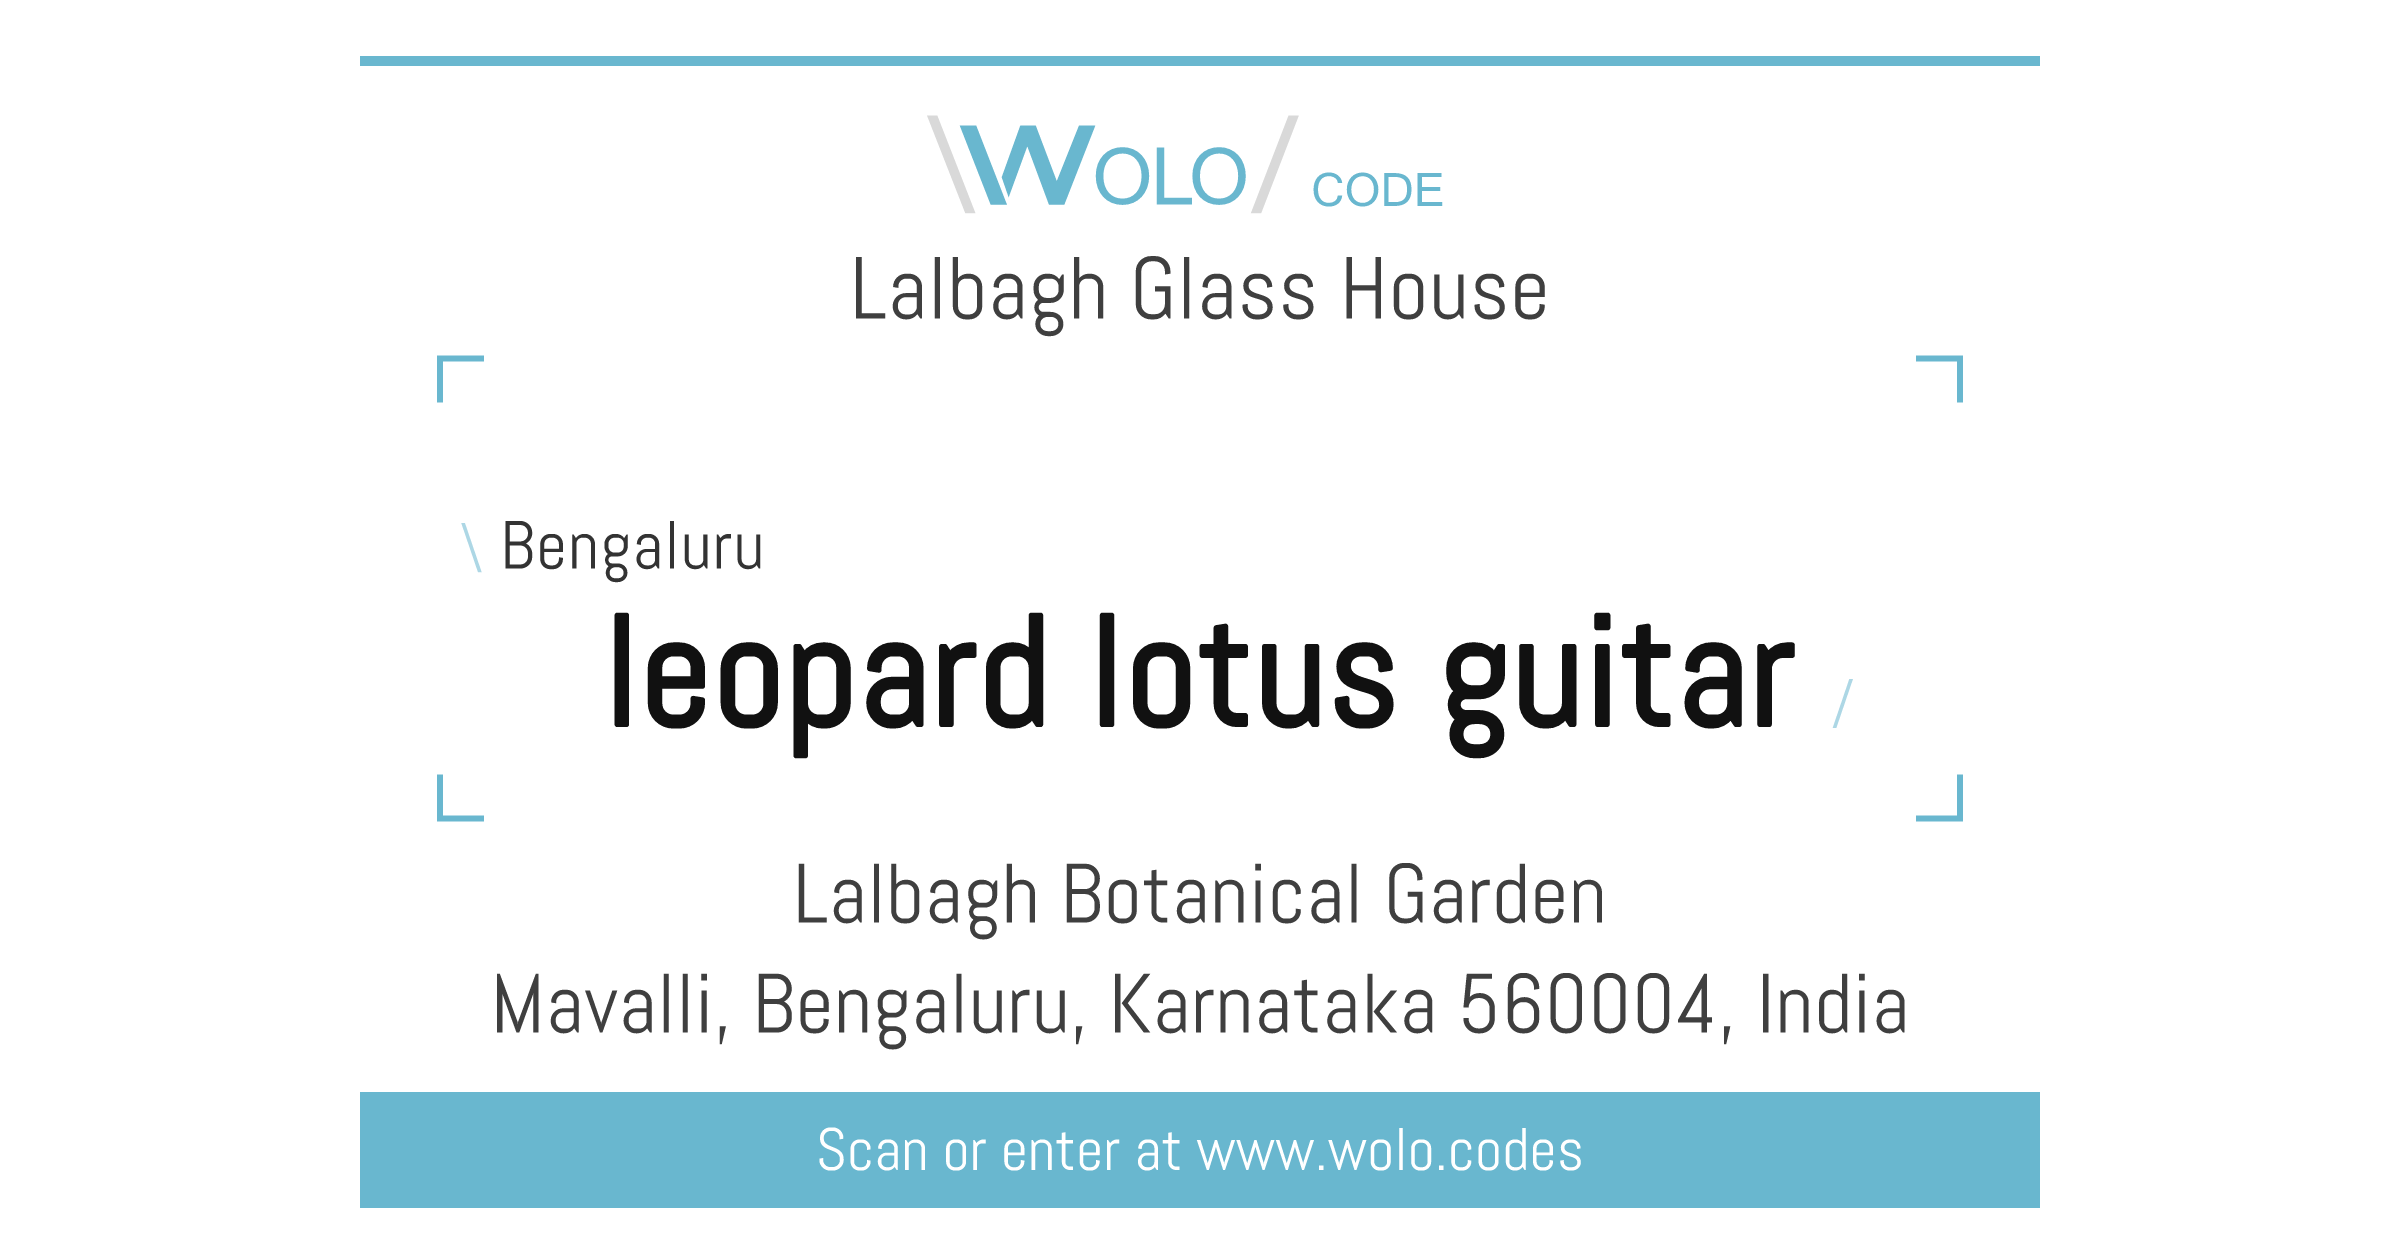 \WOLO/ CODE
Lalbagh Glass House
\ Bengaluru
leopard lotus guitar /
Lalbagh Botanical Garden
Mavalli, Bengaluru, Karnataka 560004, India
Scan or enter at www.wolo.codes